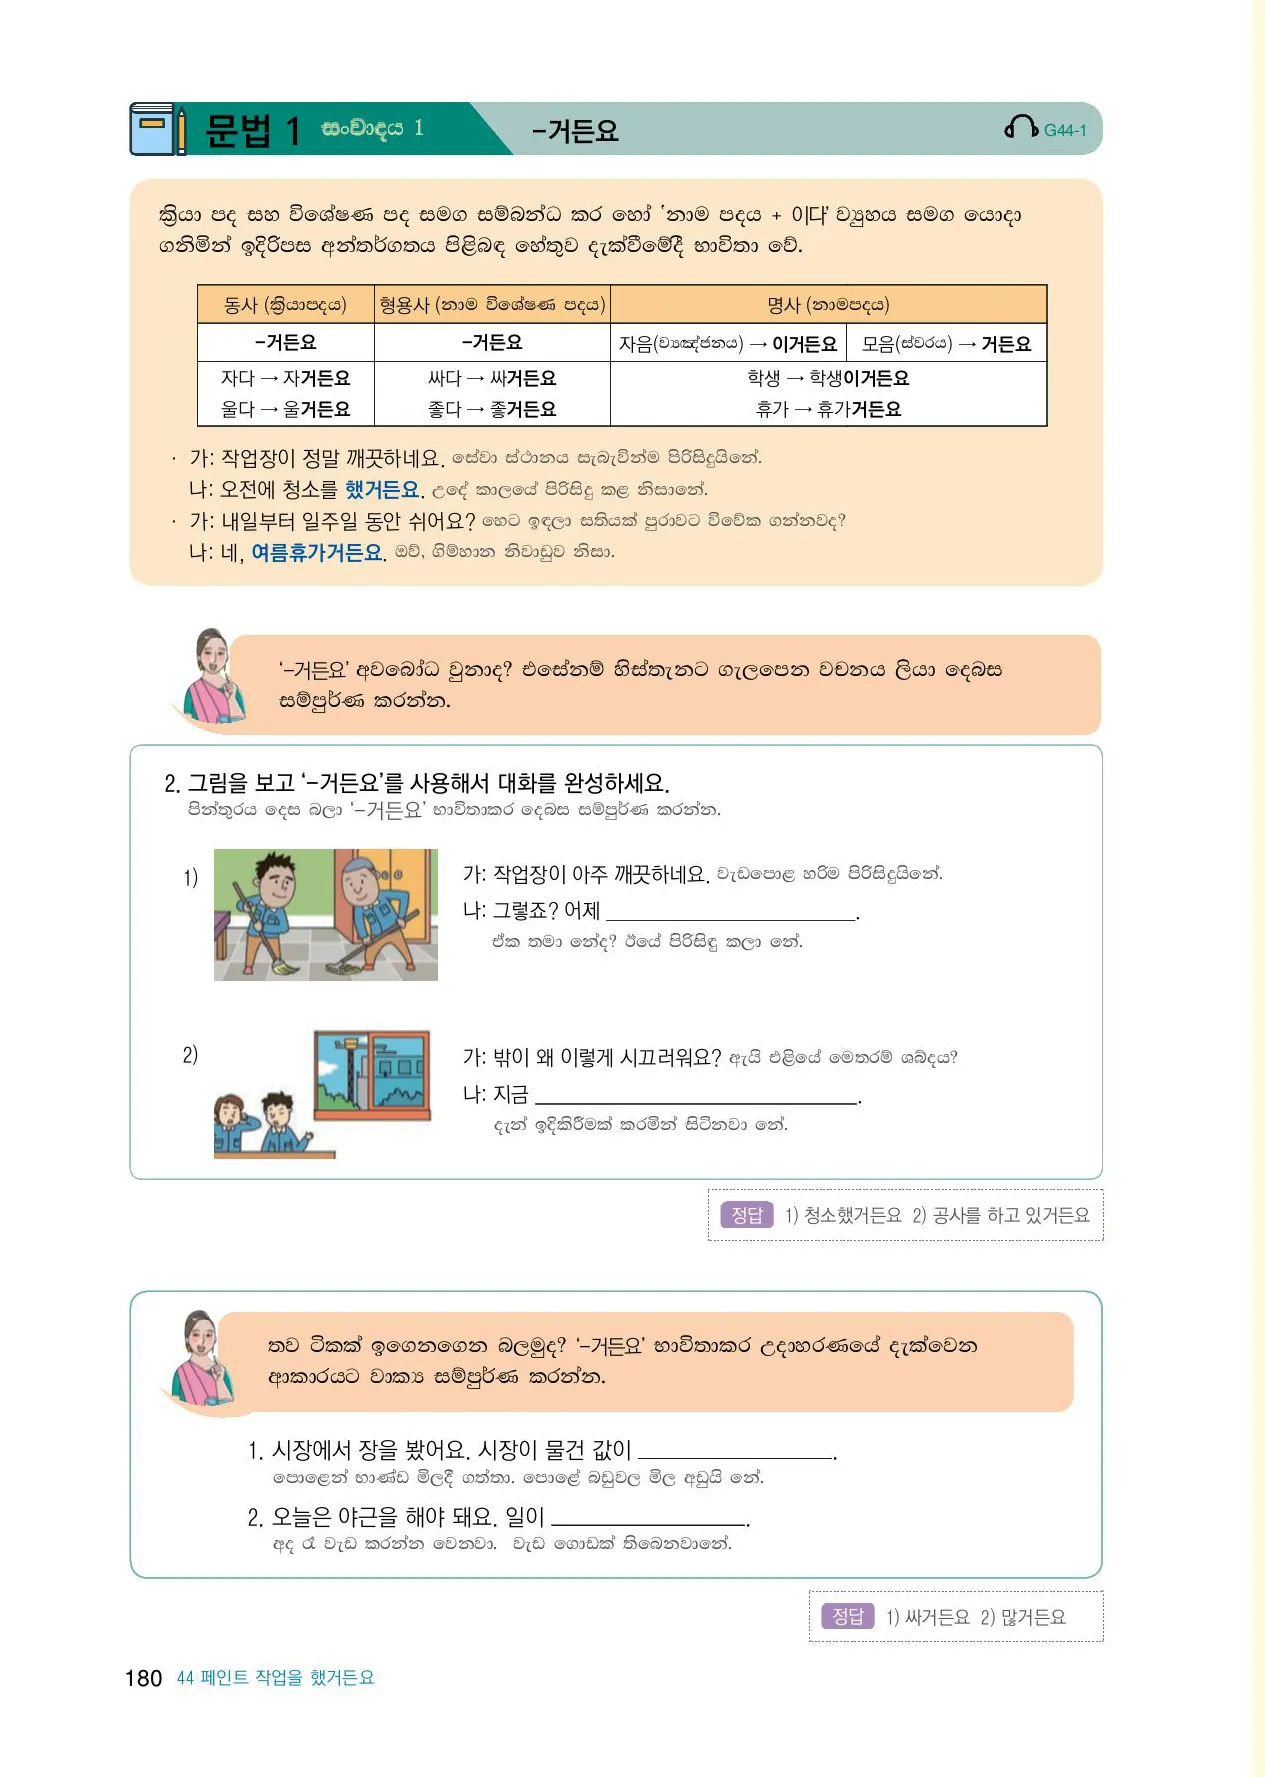 문법 1 සංවාදය 1 -거든요 G44-1
ක්‍රියා පද සහ විශේෂණ පද සමග සම්බන්ධ කර හෝ ‘නාම පදය + 이다’ ව්‍යුහය සමග යොදා
ගනිමින් ඉදිරිපස අන්තර්ගතය පිළිබඳ හේතුව දැක්වීමේදී භාවිතා වේ.
동사 (ක්‍රියාපදය) 형용사 (නාම විශේෂණ පදය) 명사 (නාමපදය)
-거든요 -거든요 자음(ව්‍යඤ්ජනය) → 이거든요 모음(ස්වරය) → 거든요
자다 → 자거든요 싸다 → 싸거든요 학생 → 학생이거든요
울다 → 울거든요 좋다 → 좋거든요 휴가 → 휴가거든요
· 가: 작업장이 정말 깨끗하네요. සේවා ස්ථානය සැබැවින්ම පිරිසිදුයිනේ.
나: 오전에 청소를 했거든요. උදේ කාලයේ පිරිසිදු කළ නිසානේ.
· 가: 내일부터 일주일 동안 쉬어요? හෙට ඉඳලා සතියක් පුරාවට විවේක ගන්නවද?
나: 네, 여름휴가거든요. ඔව්, ගිම්හාන නිවාඩුව නිසා.
‘-거든요’ අවබෝධ වුනාද? එසේනම් හිස්තැනට ගැලපෙන වචනය ලියා දෙබස
සම්පුර්ණ කරන්න.
2. 그림을 보고 ‘-거든요’를 사용해서 대화를 완성하세요.
පින්තුරය දෙස බලා ‘-거든요’ භාවිතාකර දෙබස සම්පුර්ණ කරන්න.
1) 가: 작업장이 아주 깨끗하네요. වැඩපොළ හරිම පිරිසිදුයිනේ.
나: 그렇죠? 어제 ____________________.
ඒක තමා නේද? ඊයේ පිරිසිඳු කලා නේ.
2) 가: 밖이 왜 이렇게 시끄러워요? ඇයි එළියේ මෙතරම් ශබ්දය?
나: 지금 ____________________.
දැන් ඉදිකිරීමක් කරමින් සිටිනවා නේ.
정답 1) 청소했거든요 2) 공사를 하고 있거든요
තව ටිකක් ඉගෙනගෙන බලමුද? ‘-거든요’ භාවිතාකර උදාහරණයේ දැක්වෙන
ආකාරයට වාක්‍ය සම්පුර්ණ කරන්න.
1. 시장에서 장을 봤어요. 시장이 물건 값이 ____________________.
පොළෙන් භාණ්ඩ මිලදී ගත්තා. පොළේ බඩුවල මිල අඩුයි නේ.
2. 오늘은 야근을 해야 돼요. 일이 ____________________.
අද රෑ වැඩ කරන්න වෙනවා. වැඩ ගොඩක් තිබෙනවානේ.
정답 1) 싸거든요 2) 많거든요
180 44 페인트 작업을 했거든요